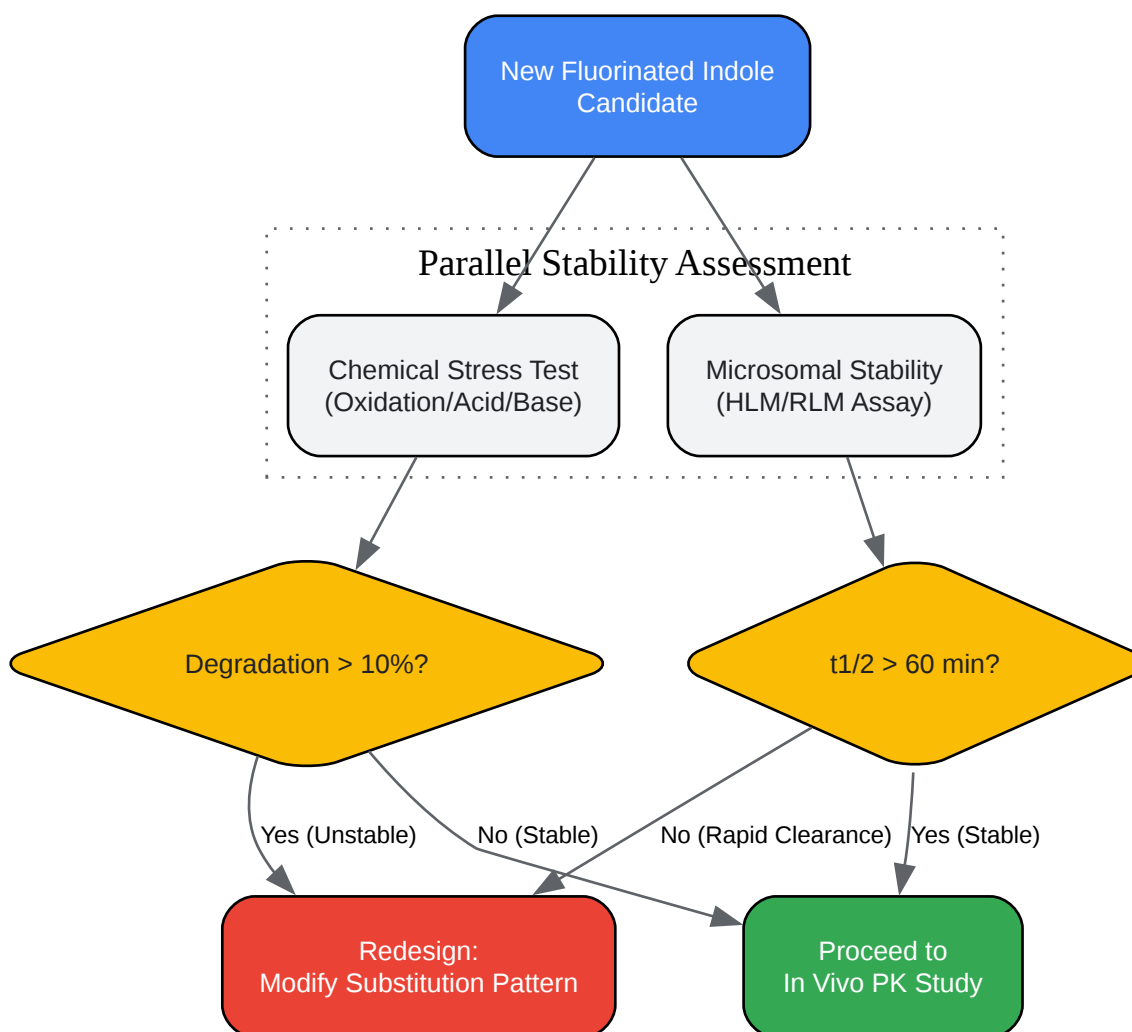 New Fluorinated Indole
Candidate
Parallel Stability Assessment
Chemical Stress Test
(Oxidation/Acid/Base)
Microsomal Stability
(HLM/RLM Assay)
Degradation > 10%?
t1/2 > 60 min?
Yes (Unstable)
No (Stable)
No (Rapid Clearance)
Yes (Stable)
Redesign:
Modify Substitution Pattern
Proceed to
In Vivo PK Study